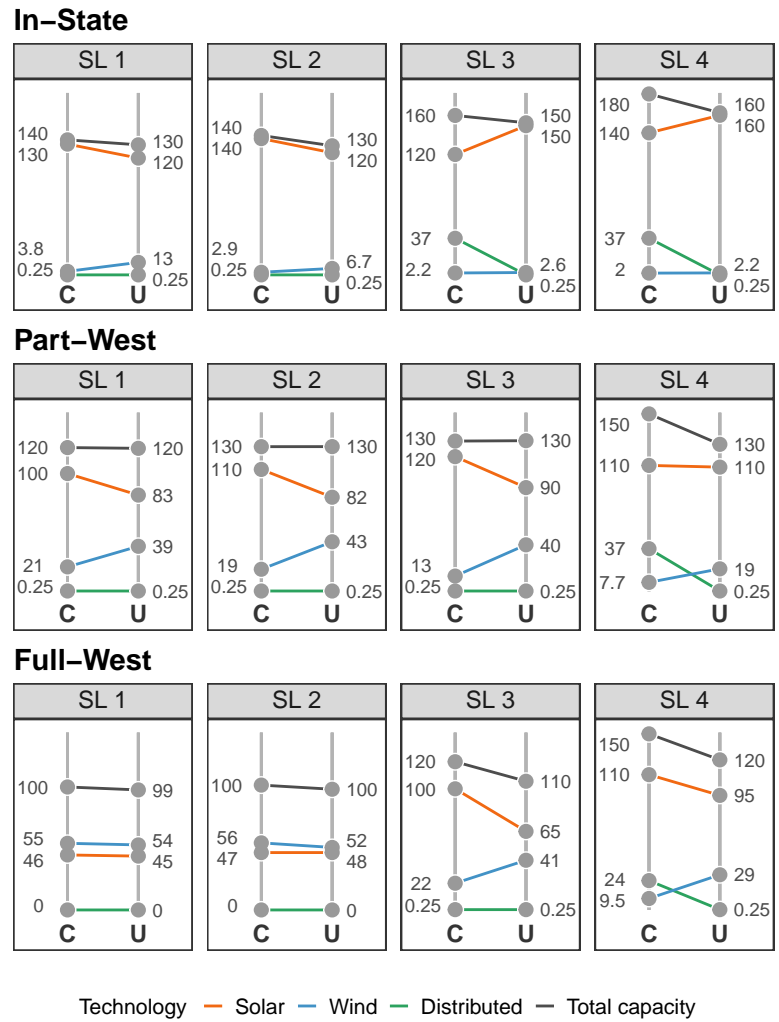 In−State
SL 1 SL 2 SL 3 SL 4
140 130 3.8 0.25 130 120 13 0.25 C U
140 140 2.9 0.25 130 120 6.7 0.25 C U
160 120 37 2.2 150 150 2.6 0.25 C U
180 140 37 2 160 160 2.2 0.25 C U
Part−West
SL 1 SL 2 SL 3 SL 4
120 100 21 0.25 120 83 39 0.25 C U
130 110 19 0.25 130 82 43 0.25 C U
130 120 13 0.25 130 90 40 0.25 C U
150 110 37 7.7 130 110 19 0.25 C U
Full−West
SL 1 SL 2 SL 3 SL 4
100 55 46 0 99 54 45 0 C U
100 56 47 0 100 52 48 0 C U
120 100 22 0.25 110 65 41 0.25 C U
150 110 24 9.5 120 95 29 0.25 C U
Technology Solar Wind Distributed Total capacity